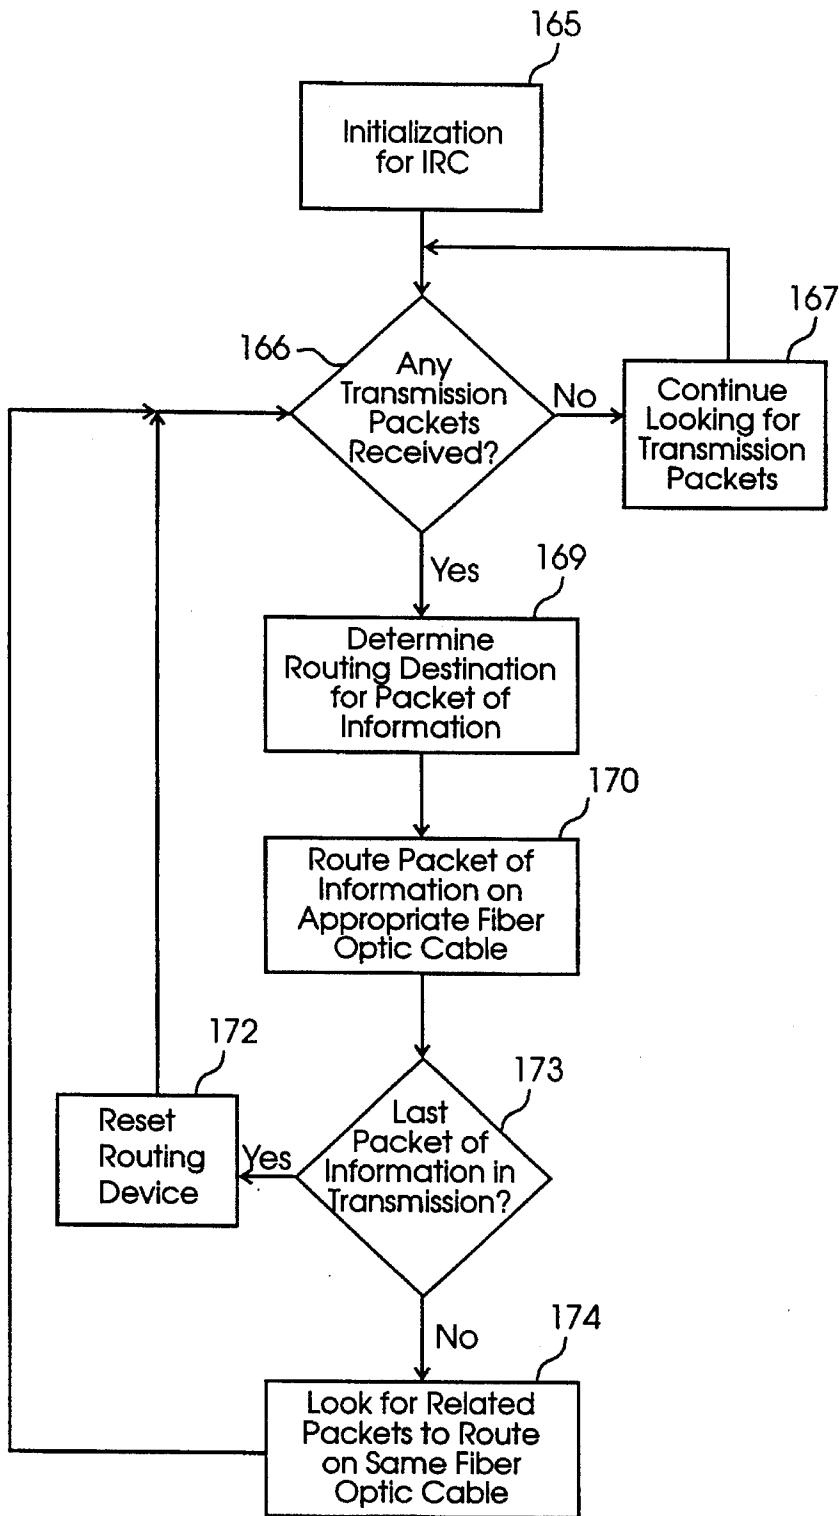 165
Initialization
for IRC
167
166
Any
Transmission
Packets
Received?
No
Continue
Looking for
Transmission
Packets
Yes
169
Determine
Routing Destination
for Packet of
Information
170
Route Packet of
Information on
Appropriate Fiber
Optic Cable
172
173
Reset
Routing
Device
Yes
Last
Packet of
Information in
Transmission?
No
174
Look for Related
Packets to Route
on Same Fiber
Optic Cable